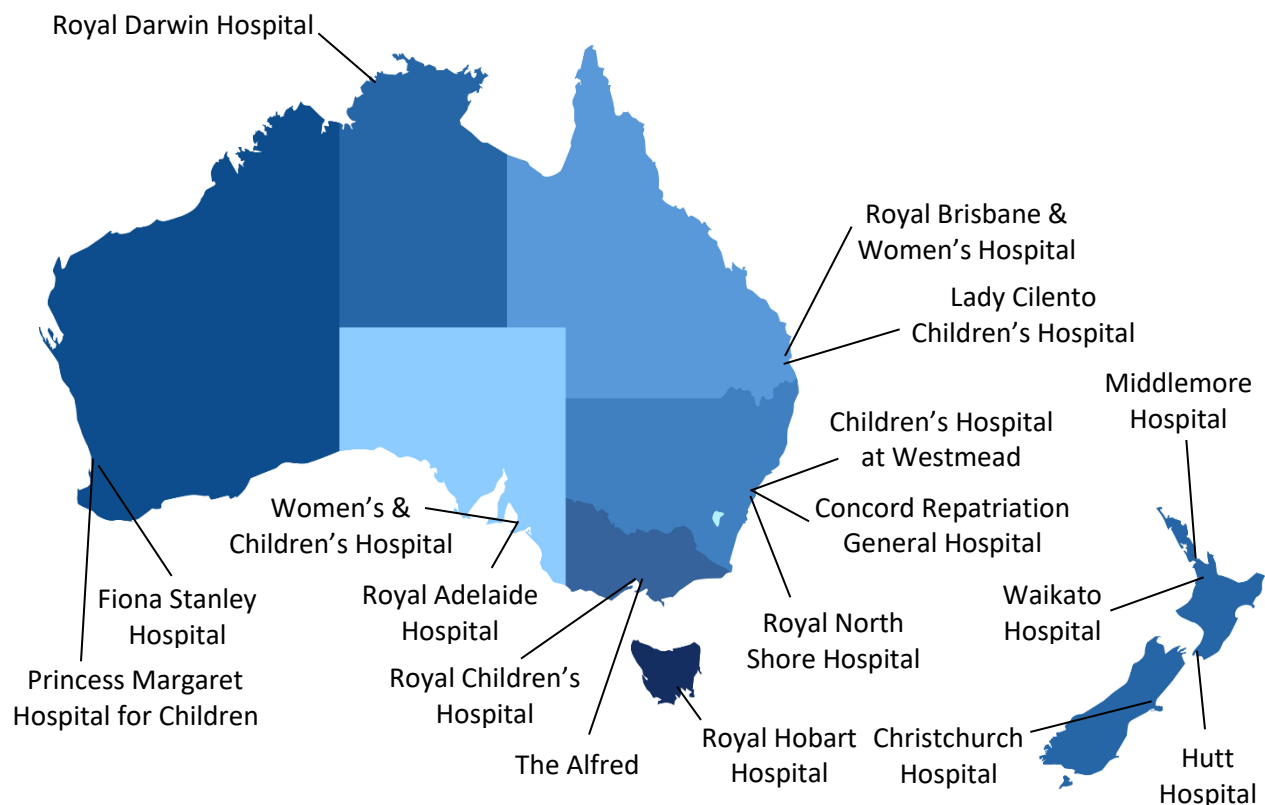 Royal Darwin Hospital
Royal Brisbane &
Women’s Hospital
Lady Cilento
Children’s Hospital
Middlemore
Hospital
Children’s Hospital
at Westmead
Women’s &
Children’s Hospital
Concord Repatriation
General Hospital
Fiona Stanley
Hospital
Royal Adelaide
Hospital
Waikato
Hospital
Royal North
Shore Hospital
Princess Margaret
Hospital for Children
Royal Children’s
Hospital
The Alfred
Royal Hobart
Hospital
Christchurch
Hospital
Hutt
Hospital